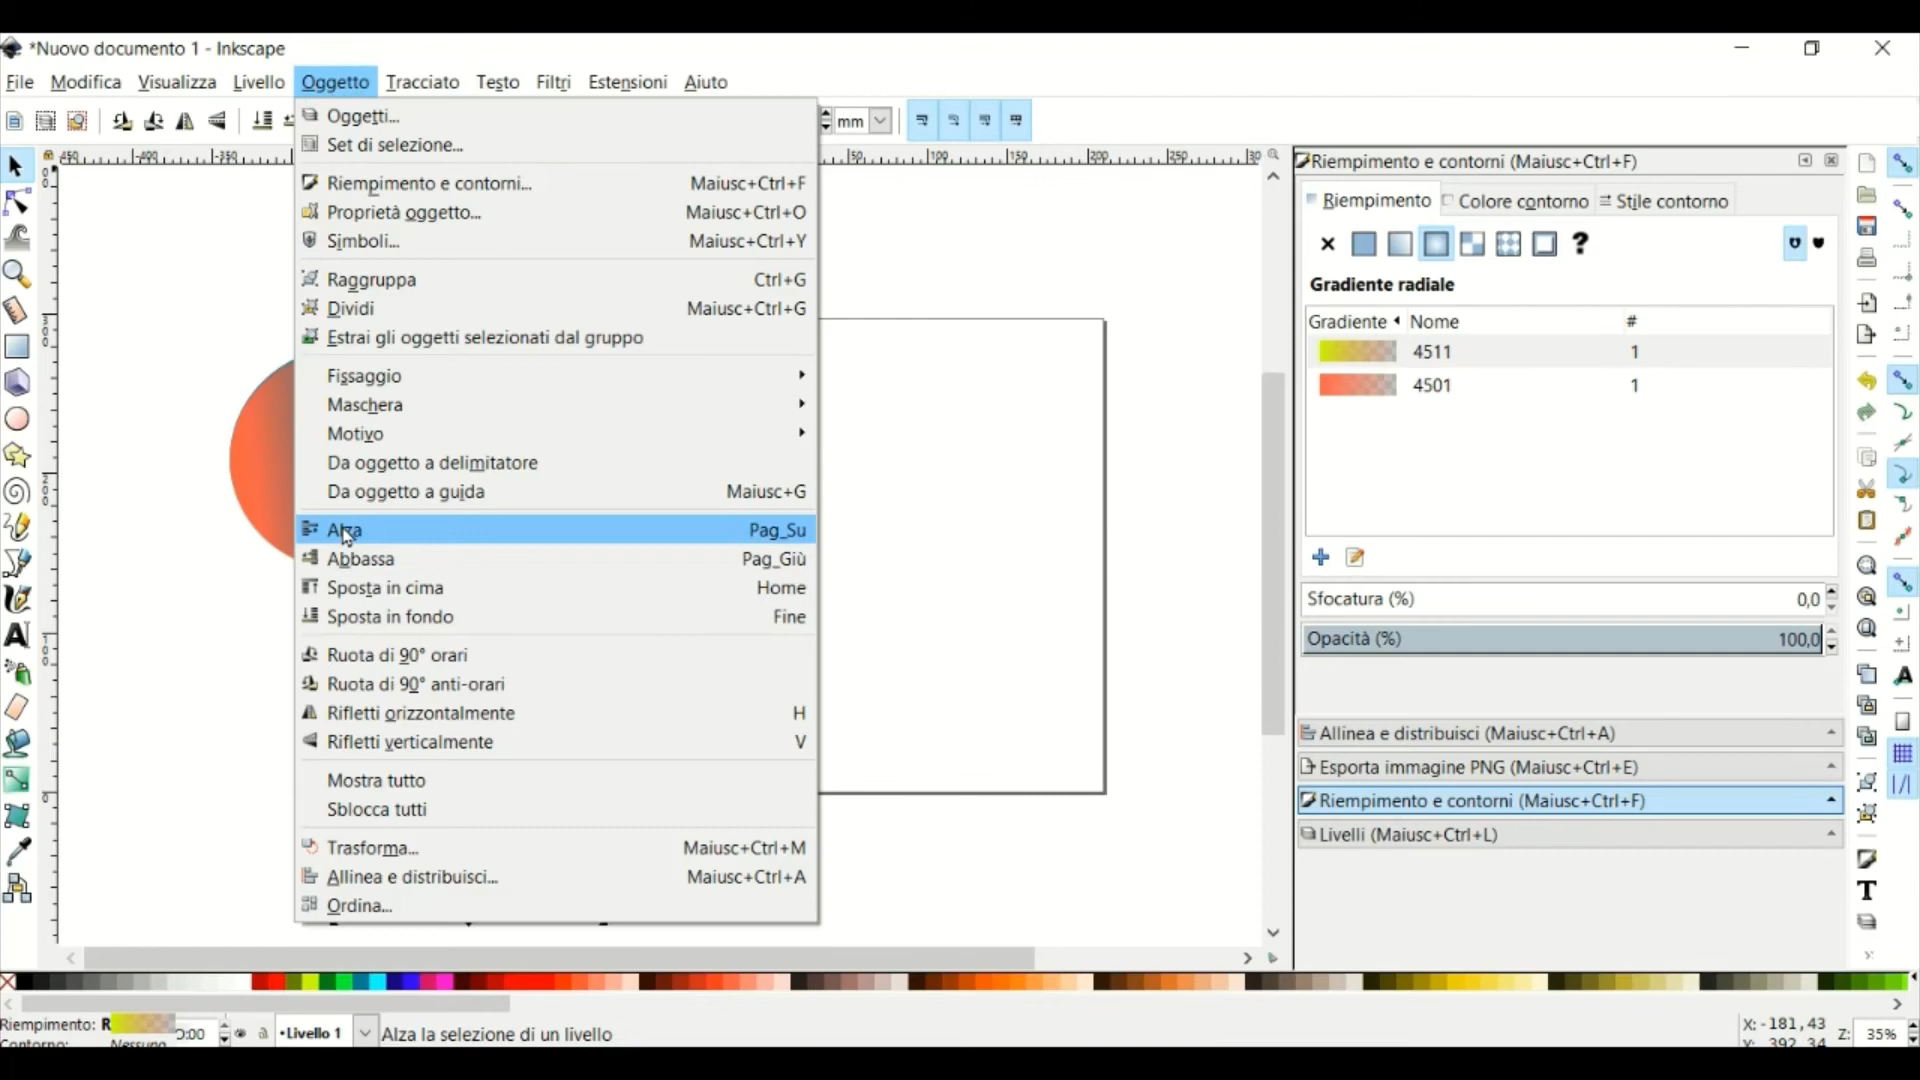 *Nuovo documento 1 - Inkscape
File Modifica Visualizza Livello Oggetto Tracciato Testo Filtri Estensioni Aiuto
mm
Oggetti...
Set di selezione...
Riempimento e contorni... Maiusc+Ctrl+F
Proprietà oggetto... Maiusc+Ctrl+O
Simboli... Maiusc+Ctrl+Y
Raggruppa Ctrl+G
Dividi Maiusc+Ctrl+G
Estrai gli oggetti selezionati dal gruppo
Fissaggio
Maschera
Motivo
Da oggetto a delimitatore
Da oggetto a guida Maiusc+G
Alza Pag_Su
Abbassa Pag_Giù
Sposta in cima Home
Sposta in fondo Fine
Ruota di 90° orari
Ruota di 90° anti-orari
Rifletti orizzontalmente H
Rifletti verticalmente V
Mostra tutto
Sblocca tutti
Trasforma... Maiusc+Ctrl+M
Allinea e distribuisci... Maiusc+Ctrl+A
Ordina...
Riempimento e contorni (Maiusc+Ctrl+F)
Riempimento Colore contorno Stile contorno
?
Gradiente radiale
Gradiente Nome #
4511 1
4501 1
Sfocatura (%) 0,0
Opacità (%) 100,0
Allinea e distribuisci (Maiusc+Ctrl+A)
Esporta immagine PNG (Maiusc+Ctrl+E)
Riempimento e contorni (Maiusc+Ctrl+F)
Livelli (Maiusc+Ctrl+L)
Riempimento: R
Contorno: Nessuno
•Livello 1 Alza la selezione di un livello
X: -181,43
Y: 392,34
Z: 35%